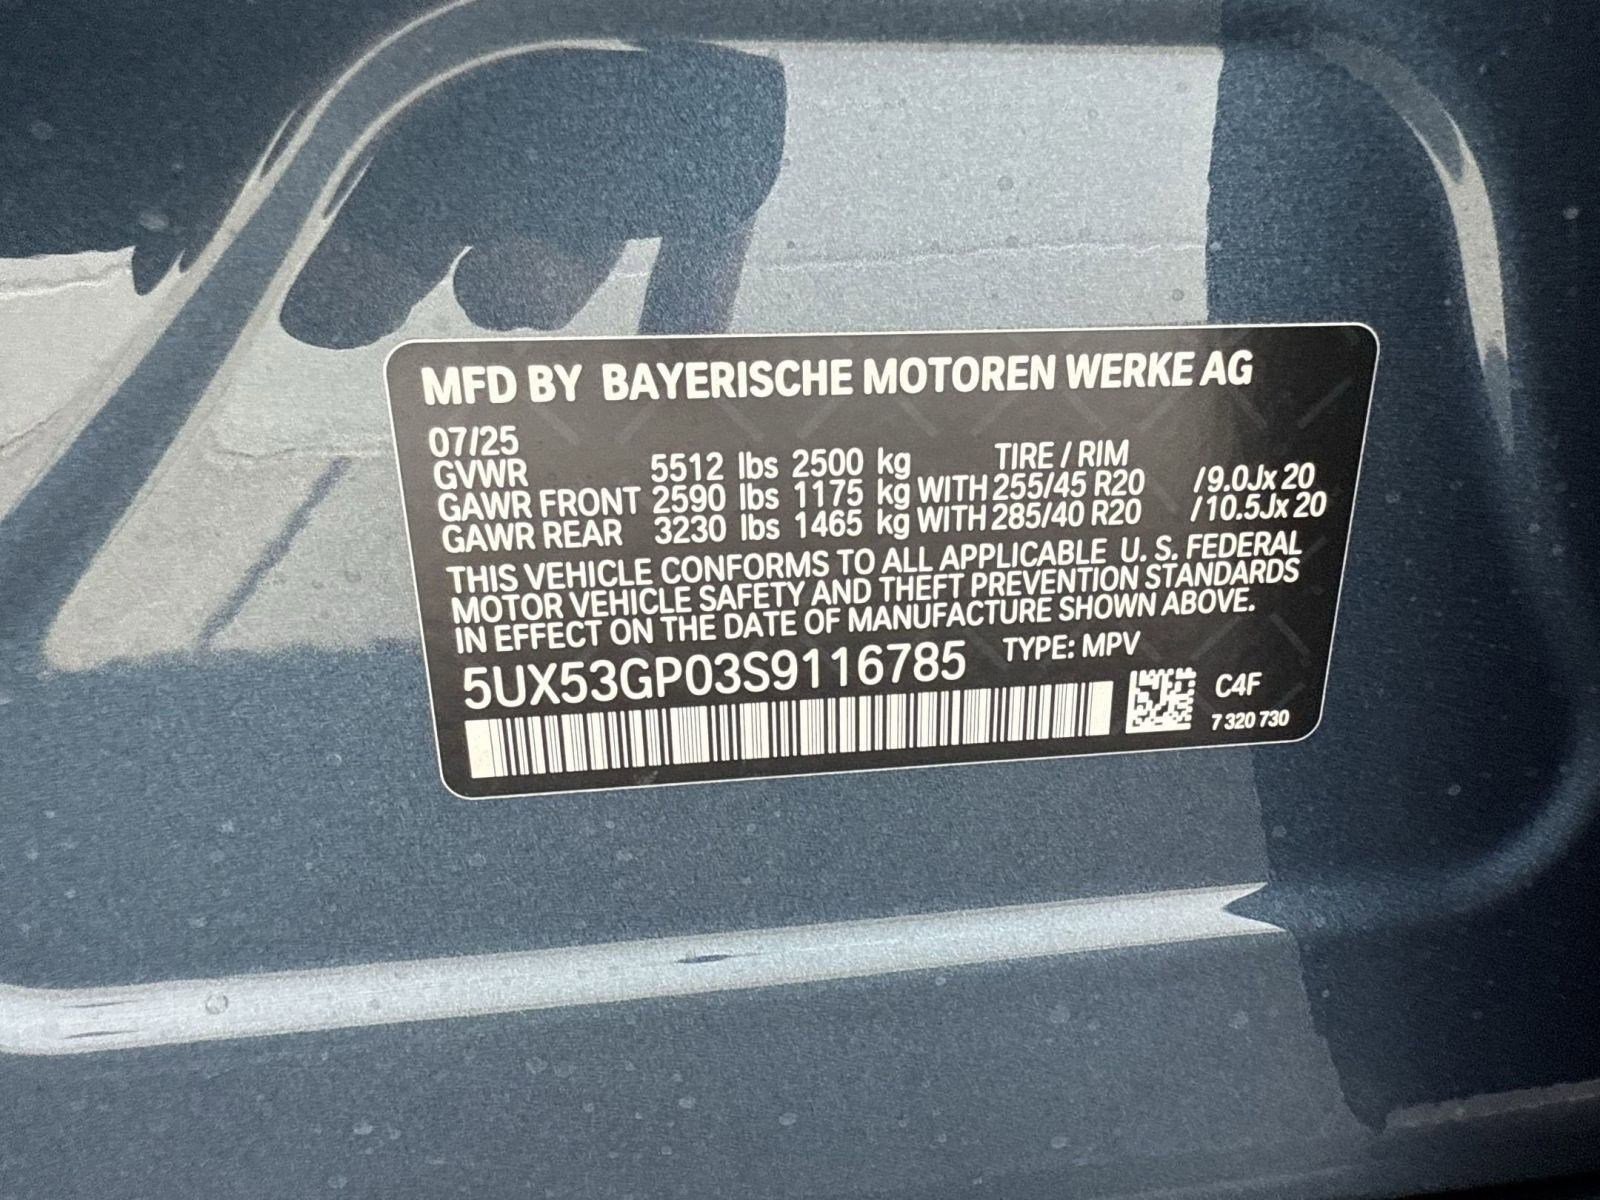 MFD BY BAYERISCHE MOTOREN WERKE AG
07/25
TIRE / RIM
GVWR 5512 lbs 2500 kg
GAWR FRONT 2590 lbs 1175 kg WITH 255/45 R20 /9.0Jx 20
GAWR REAR 3230 lbs 1465 kg WITH 285/40 R20 /10.5Jx 20
THIS VEHICLE CONFORMS TO ALL APPLICABLE U. S. FEDERAL
MOTOR VEHICLE SAFETY AND THEFT PREVENTION STANDARDS
IN EFFECT ON THE DATE OF MANUFACTURE SHOWN ABOVE.
5UX53GP03S9116785 TYPE: MPV
C4F
7 320 730